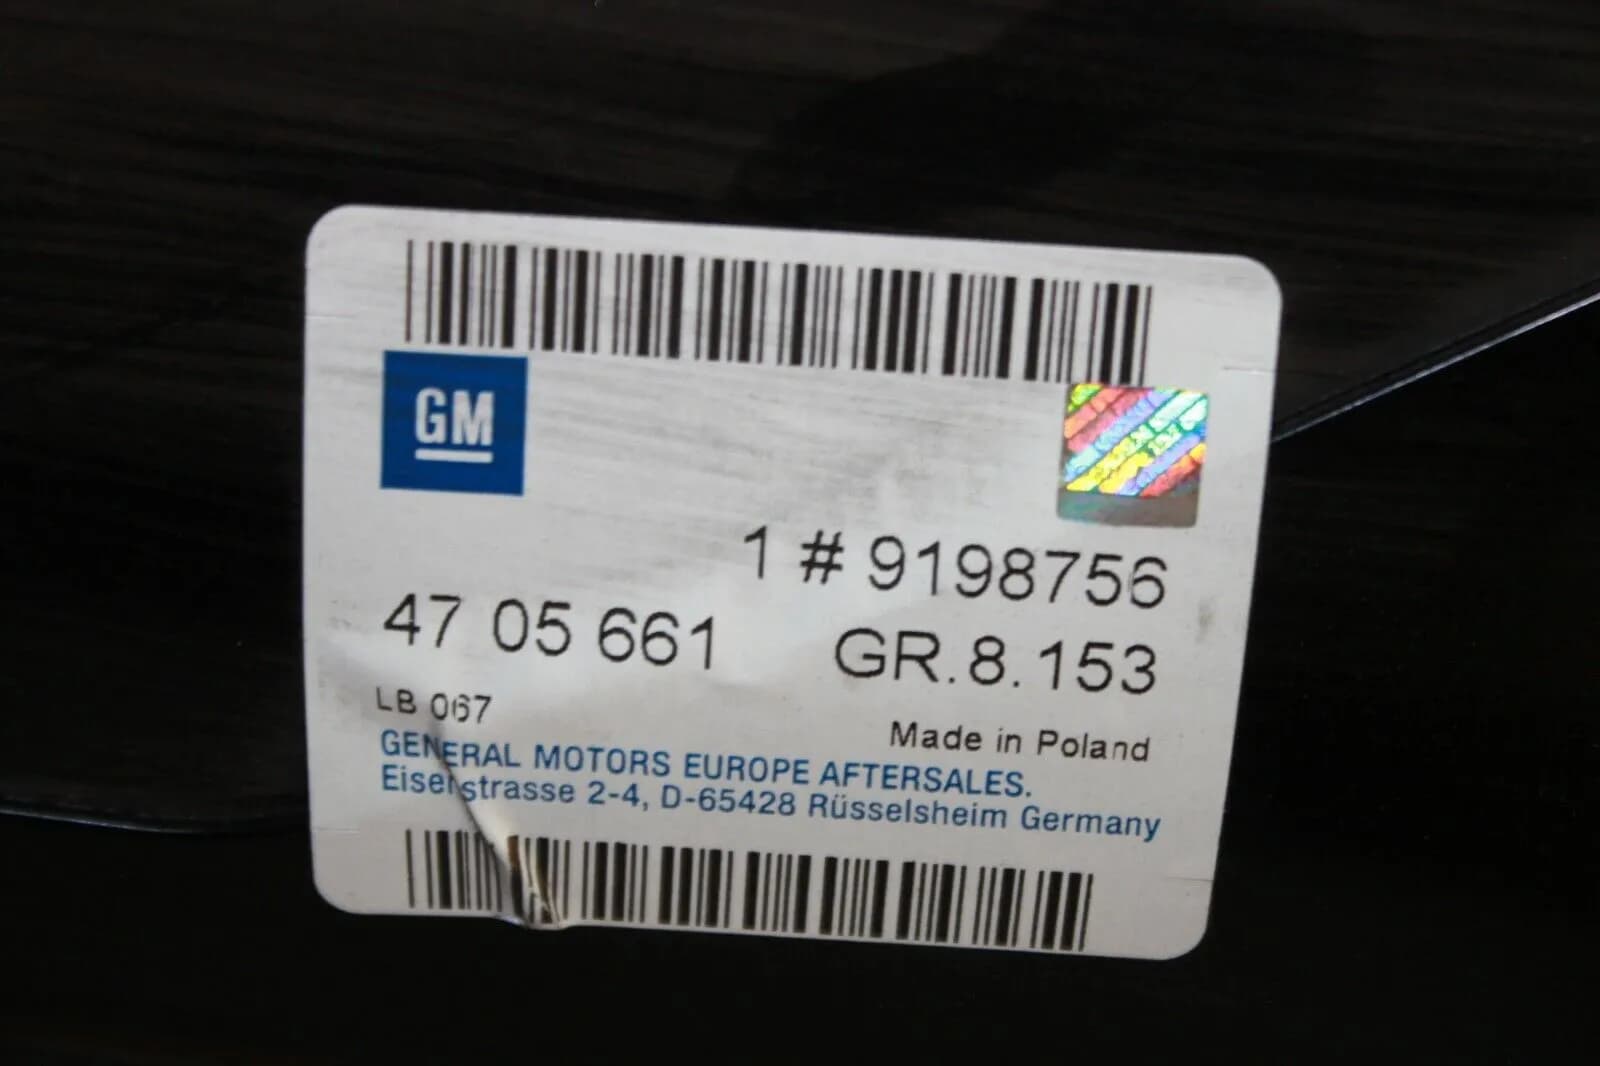 GM
1 # 9198756
47 05 661 GR.8.153
LB 067
Made in Poland
GENERAL MOTORS EUROPE AFTERSALES.
Eisenstrasse 2-4, D-65428 Rüsselsheim Germany